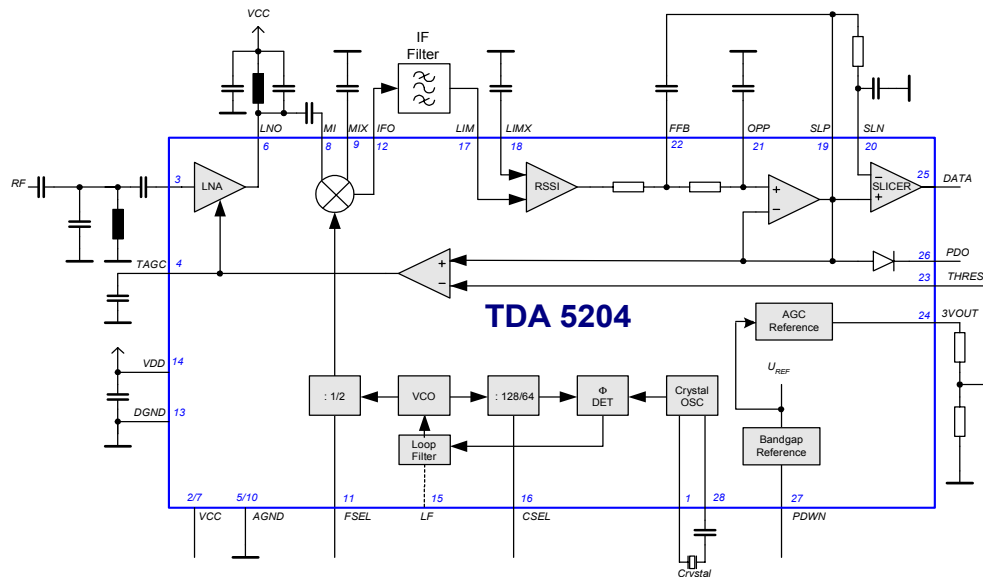 VCC
IF
Filter
LNO
MI
MIX
IFO
LIM
LIMX
FFB
OPP
SLP
SLN
6
8
9
12
17
18
22
21
19
20
RF
3
LNA
RSSI
+
−
−
+
SLICER
25
DATA
TAGC
4
+
−
26
PDO
23
THRES
TDA 5204
AGC
Reference
24
3VOUT
VDD
14
U_REF
: 1/2
VCO
: 128/64
Φ
DET
Crystal
OSC
DGND
13
Loop
Filter
Bandgap
Reference
2/7
5/10
11
15
16
1
28
27
VCC
AGND
FSEL
LF
CSEL
PDWN
Crystal